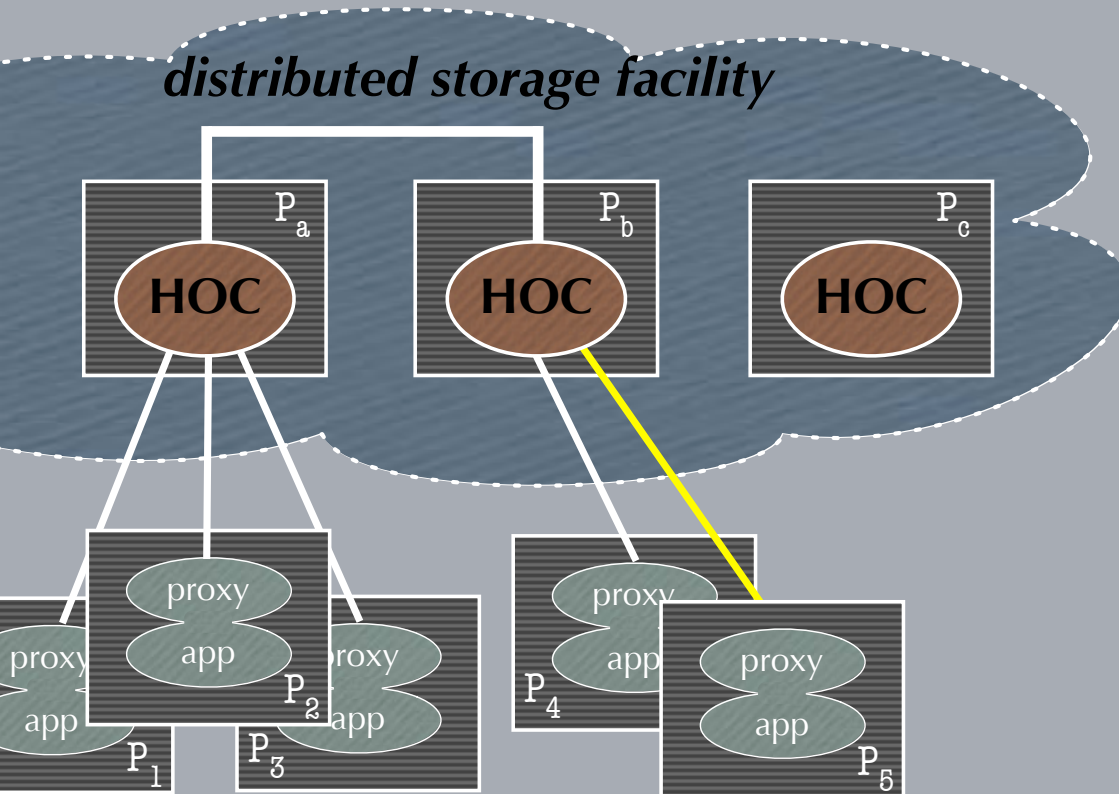 distributed storage facility
Pa
Pb
Pc
HOC
HOC
HOC
proxy
app
P1
proxy
app
P2
proxy
app
P3
proxy
app
P4
proxy
app
P5